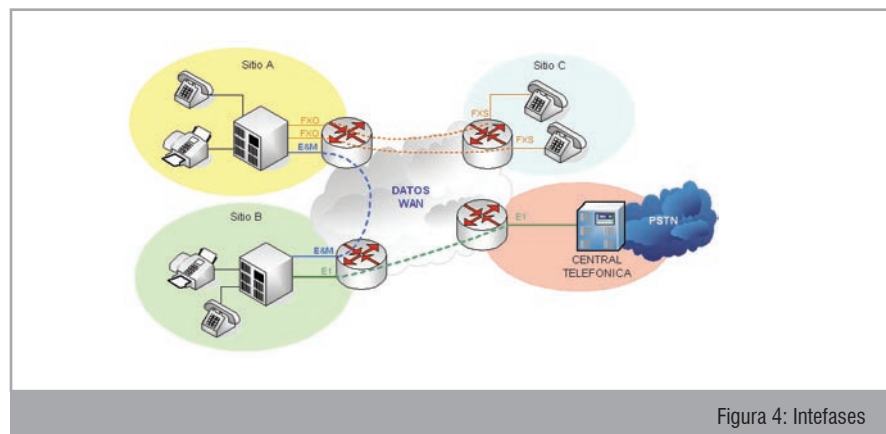 Sitio A
FXO
FXO
E&M
Sitio C
FXS
FXS
DATOS
WAN
Sitio B
E&M
E1
E1
PSTN
CENTRAL
TELEFONICA
Figura 4: Intefases